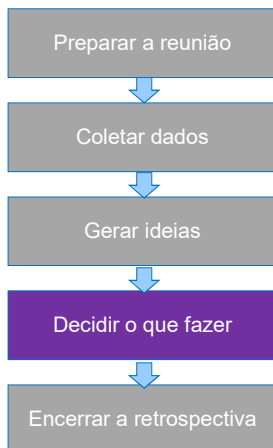 Preparar a reunião
Coletar dados
Gerar ideias
Decidir o que fazer
Encerrar a retrospectiva